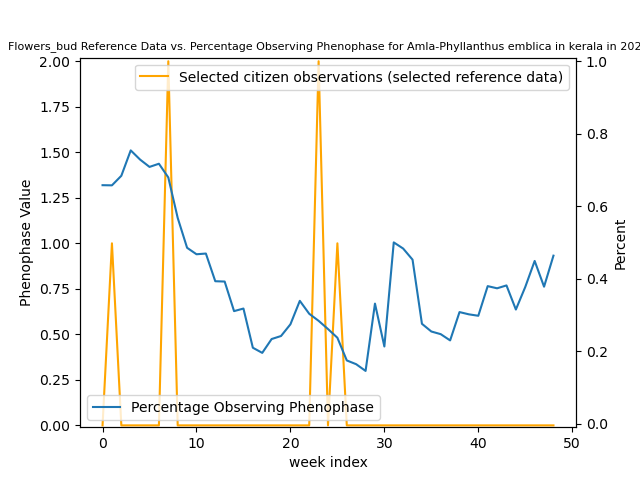 Flowers_bud Reference Data vs. Percentage Observing Phenophase for Amla-Phyllanthus emblica in kerala in 202
Selected citizen observations (selected reference data)
Percentage Observing Phenophase
Phenophase Value
2.00
1.75
1.50
1.25
1.00
0.75
0.50
0.25
0.00
1.0
0.8
0.6
0.4
0.2
0.0
Percent
0 10 20 30 40 50
week index